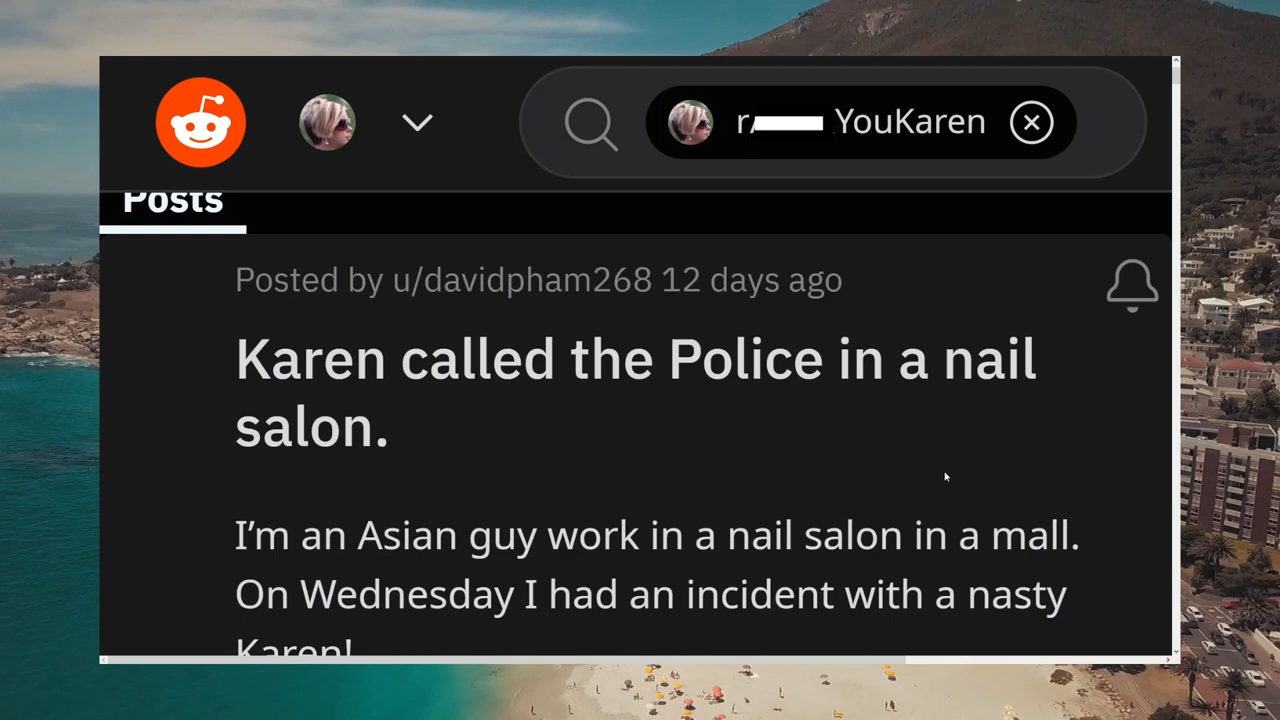 r/ YouKaren
Posts
Posted by u/davidpham268 12 days ago
Karen called the Police in a nail
salon.
I’m an Asian guy work in a nail salon in a mall.
On Wednesday I had an incident with a nasty
Karen!